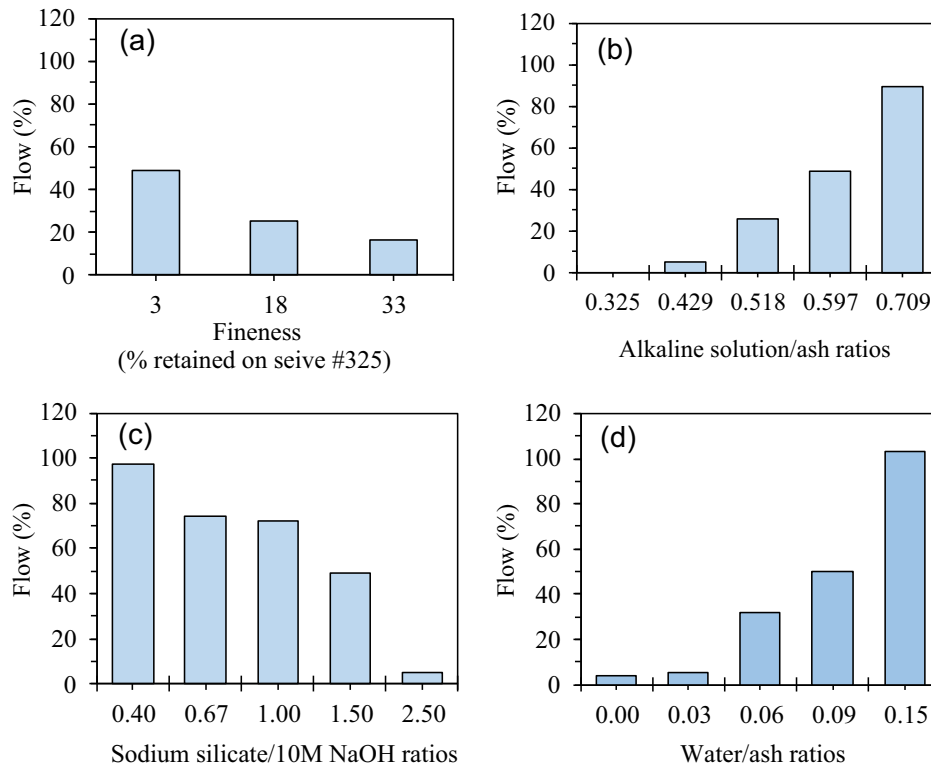 (a)
Flow (%)
120
100
80
60
40
20
0
3 18 33
Fineness
(% retained on seive #325)
(b)
Flow (%)
120
100
80
60
40
20
0
0.325 0.429 0.518 0.597 0.709
Alkaline solution/ash ratios
(c)
Flow (%)
120
100
80
60
40
20
0
0.40 0.67 1.00 1.50 2.50
Sodium silicate/10M NaOH ratios
(d)
Flow (%)
120
100
80
60
40
20
0
0.00 0.03 0.06 0.09 0.15
Water/ash ratios